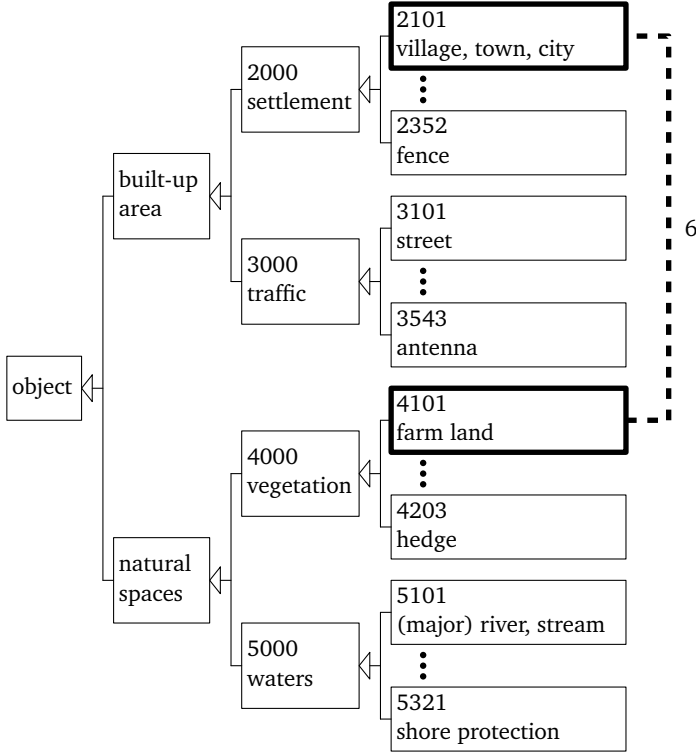 object
built-up
area
natural
spaces
2000
settlement
3000
traffic
4000
vegetation
5000
waters
2101
village, town, city
2352
fence
3101
street
3543
antenna
4101
farm land
4203
hedge
5101
(major) river, stream
5321
shore protection
6